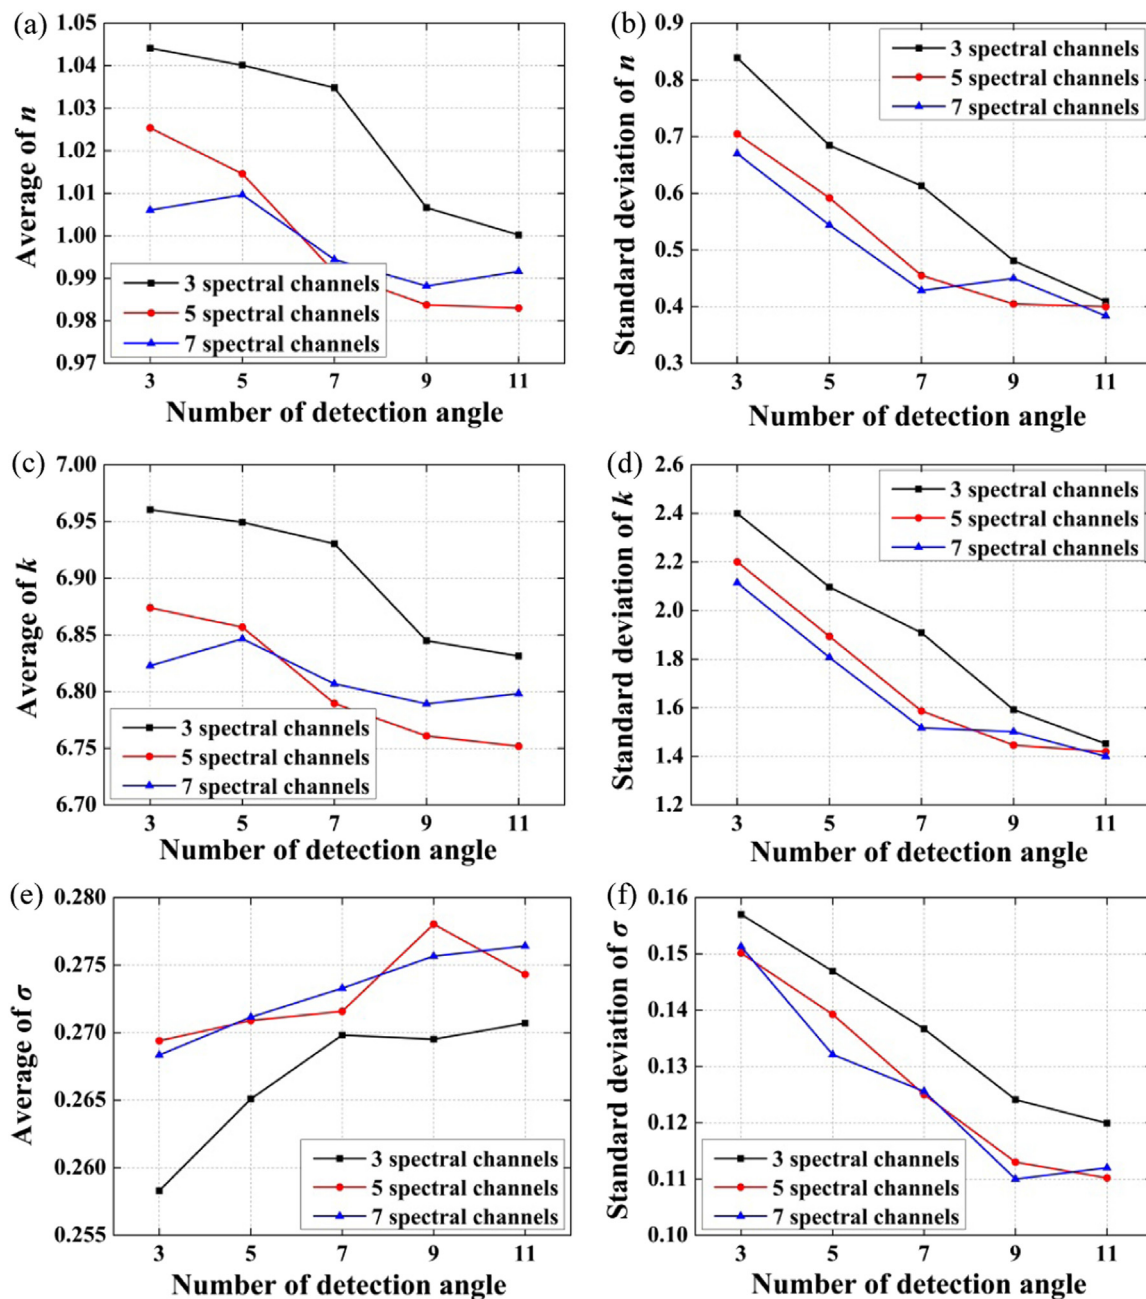 (a)
1.05
1.04
1.03
1.02
1.01
1.00
0.99
0.98
0.97
Average of n
3 spectral channels
5 spectral channels
7 spectral channels
3 5 7 9 11
Number of detection angle
(b)
0.9
0.8
0.7
0.6
0.5
0.4
0.3
Standard deviation of n
3 spectral channels
5 spectral channels
7 spectral channels
3 5 7 9 11
Number of detection angle
(c)
7.00
6.95
6.90
6.85
6.80
6.75
6.70
Average of k
3 spectral channels
5 spectral channels
7 spectral channels
3 5 7 9 11
Number of detection angle
(d)
2.6
2.4
2.2
2.0
1.8
1.6
1.4
1.2
Standard deviation of k
3 spectral channels
5 spectral channels
7 spectral channels
3 5 7 9 11
Number of detection angle
(e)
0.280
0.275
0.270
0.265
0.260
0.255
Average of σ
3 spectral channels
5 spectral channels
7 spectral channels
3 5 7 9 11
Number of detection angle
(f)
0.16
0.15
0.14
0.13
0.12
0.11
0.10
Standard deviation of σ
3 spectral channels
5 spectral channels
7 spectral channels
3 5 7 9 11
Number of detection angle